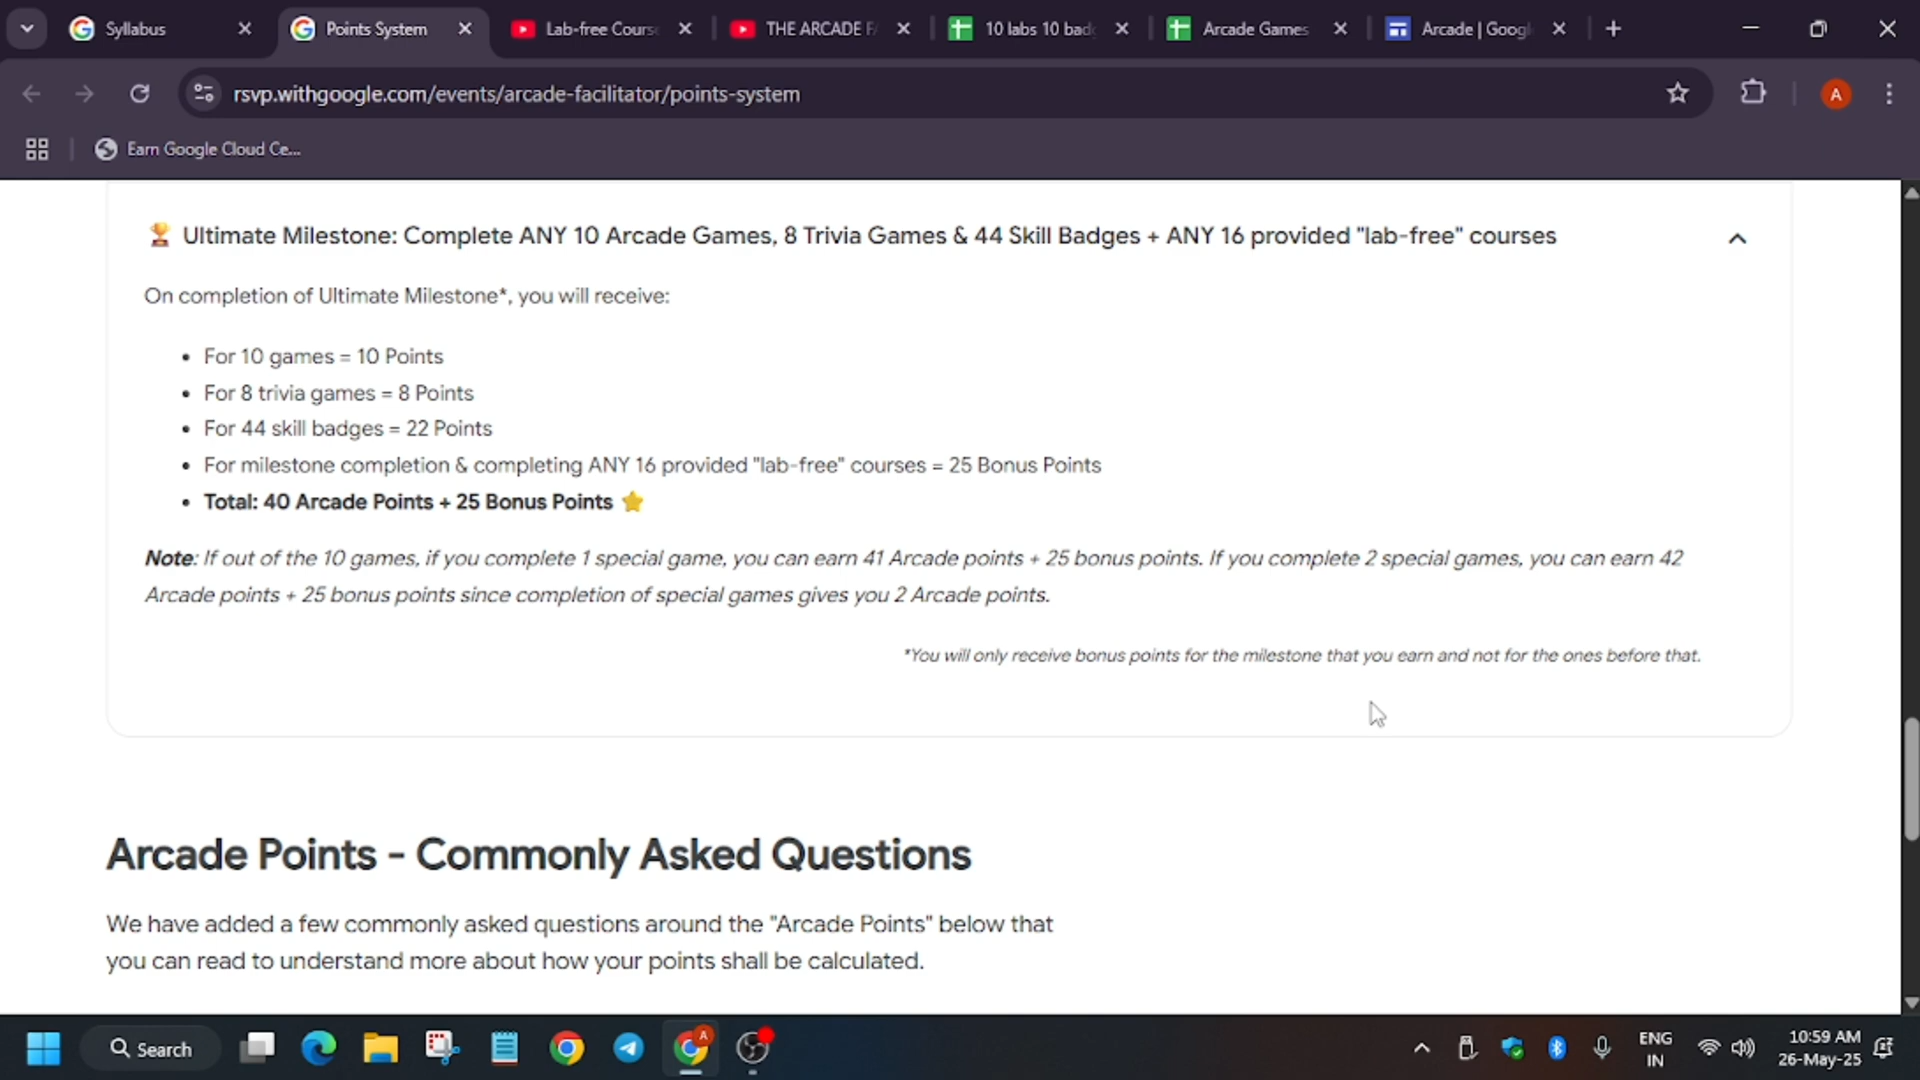 Syllabus
Points System
Lab-free Cours
THE ARCADE FA
10 labs 10 bad
Arcade Games
Arcade | Googl
rsvp.withgoogle.com/events/arcade-facilitator/points-system
A
Earn Google Cloud Ce...
🏆 Ultimate Milestone: Complete ANY 10 Arcade Games, 8 Trivia Games & 44 Skill Badges + ANY 16 provided "lab-free" courses
On completion of Ultimate Milestone*, you will receive:
• For 10 games = 10 Points
• For 8 trivia games = 8 Points
• For 44 skill badges = 22 Points
• For milestone completion & completing ANY 16 provided "lab-free" courses = 25 Bonus Points
• Total: 40 Arcade Points + 25 Bonus Points ⭐
Note: If out of the 10 games, if you complete 1 special game, you can earn 41 Arcade points + 25 bonus points. If you complete 2 special games, you can earn 42
Arcade points + 25 bonus points since completion of special games gives you 2 Arcade points.
*You will only receive bonus points for the milestone that you earn and not for the ones before that.
Arcade Points - Commonly Asked Questions
We have added a few commonly asked questions around the "Arcade Points" below that
you can read to understand more about how your points shall be calculated.
Search
A
ENG
IN
10:59 AM
26-May-25